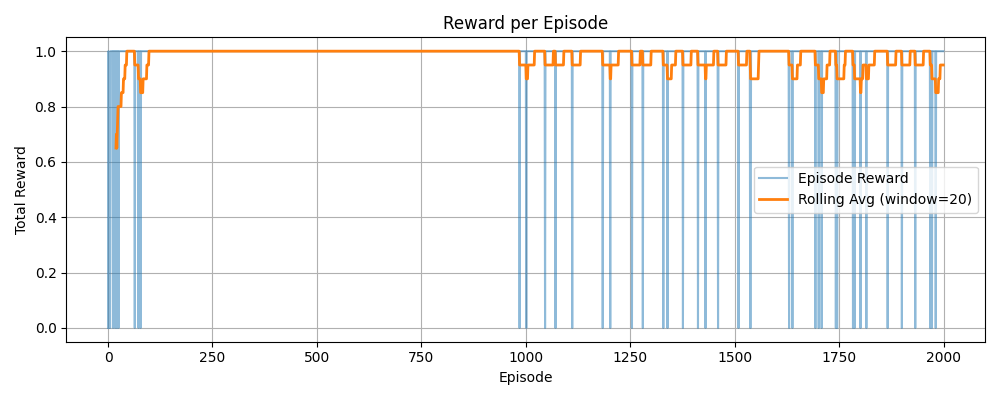 Reward per Episode
Total Reward
1.0
0.8
0.6
0.4
0.2
0.0
Episode Reward
Rolling Avg (window=20)
0 250 500 750 1000 1250 1500 1750 2000
Episode